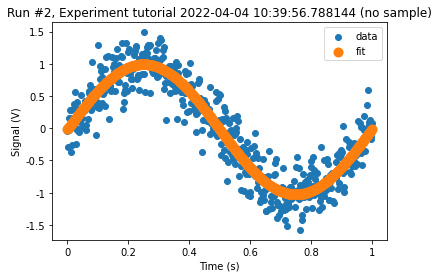 Run #2, Experiment tutorial 2022-04-04 10:39:56.788144 (no sample)
data
fit
Signal (V)
1.5
1
0.5
0
-0.5
-1
-1.5
0
0.2
0.4
0.6
0.8
1
Time (s)